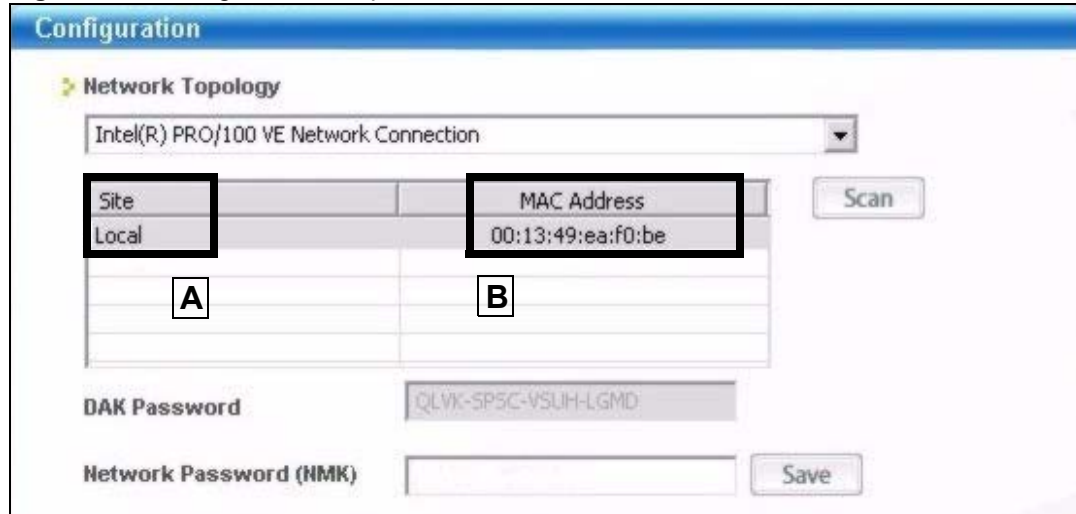 Configuration
Network Topology
Intel(R) PRO/100 VE Network Connection
Site MAC Address Scan
Local 00:13:49:ea:f0:be
A B
DAK Password QLVK-SPSC-VSUH-LGMD
Network Password (NMK) Save